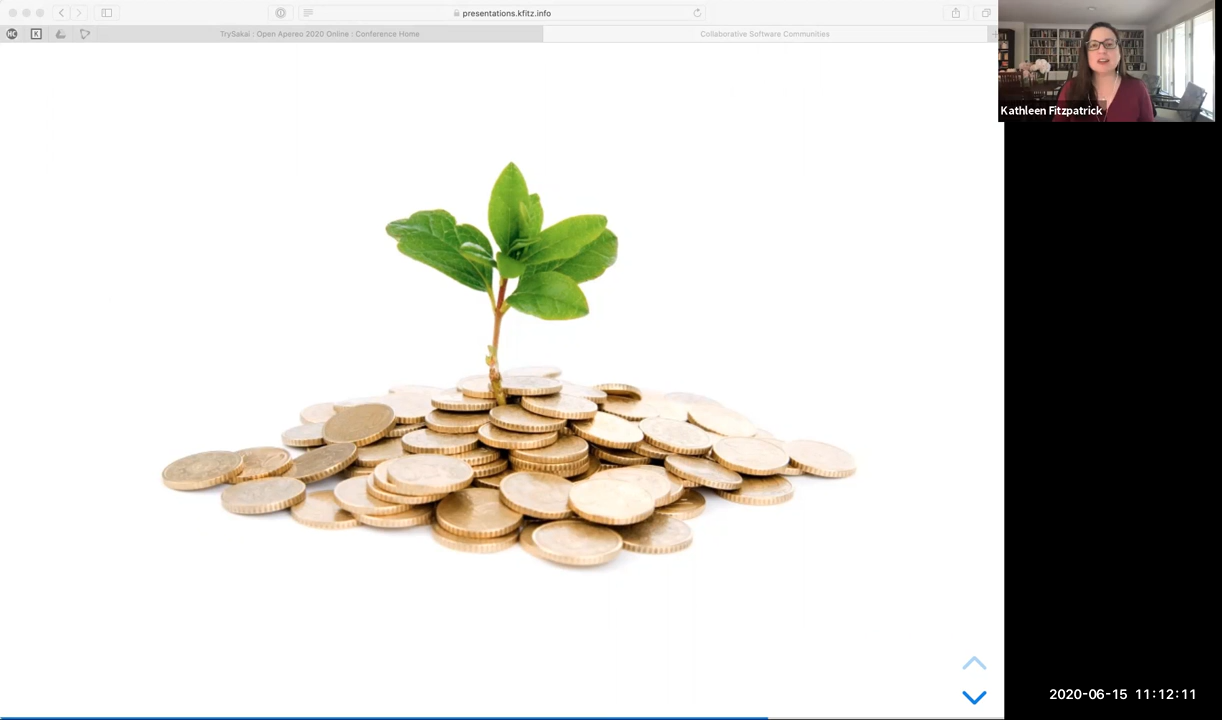 presentations.kfitz.info
HC
K
TrySakai : Open Apereo 2020 Online : Conference Home
Collaborative Software Communities
Kathleen Fitzpatrick
2020-06-15 11:12:11